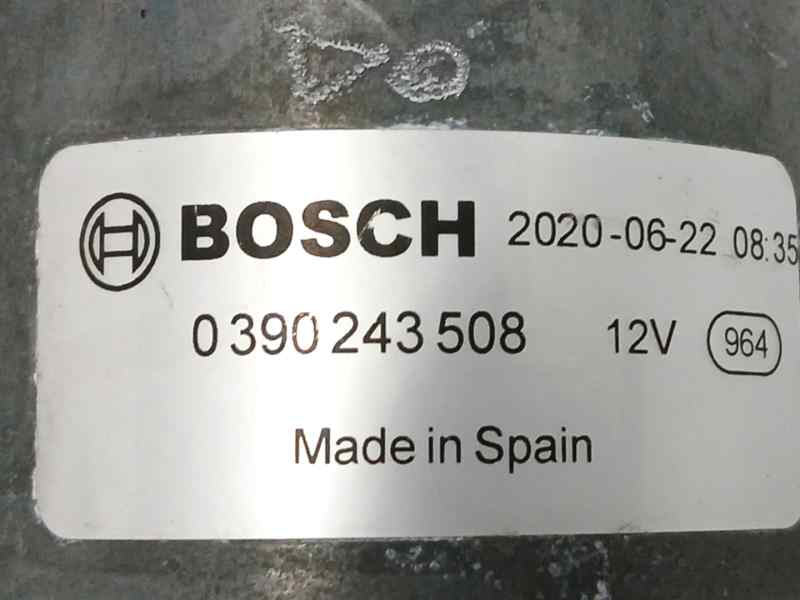 BOSCH 2020-06-22 08:35
0 390 243 508 12V 964
Made in Spain